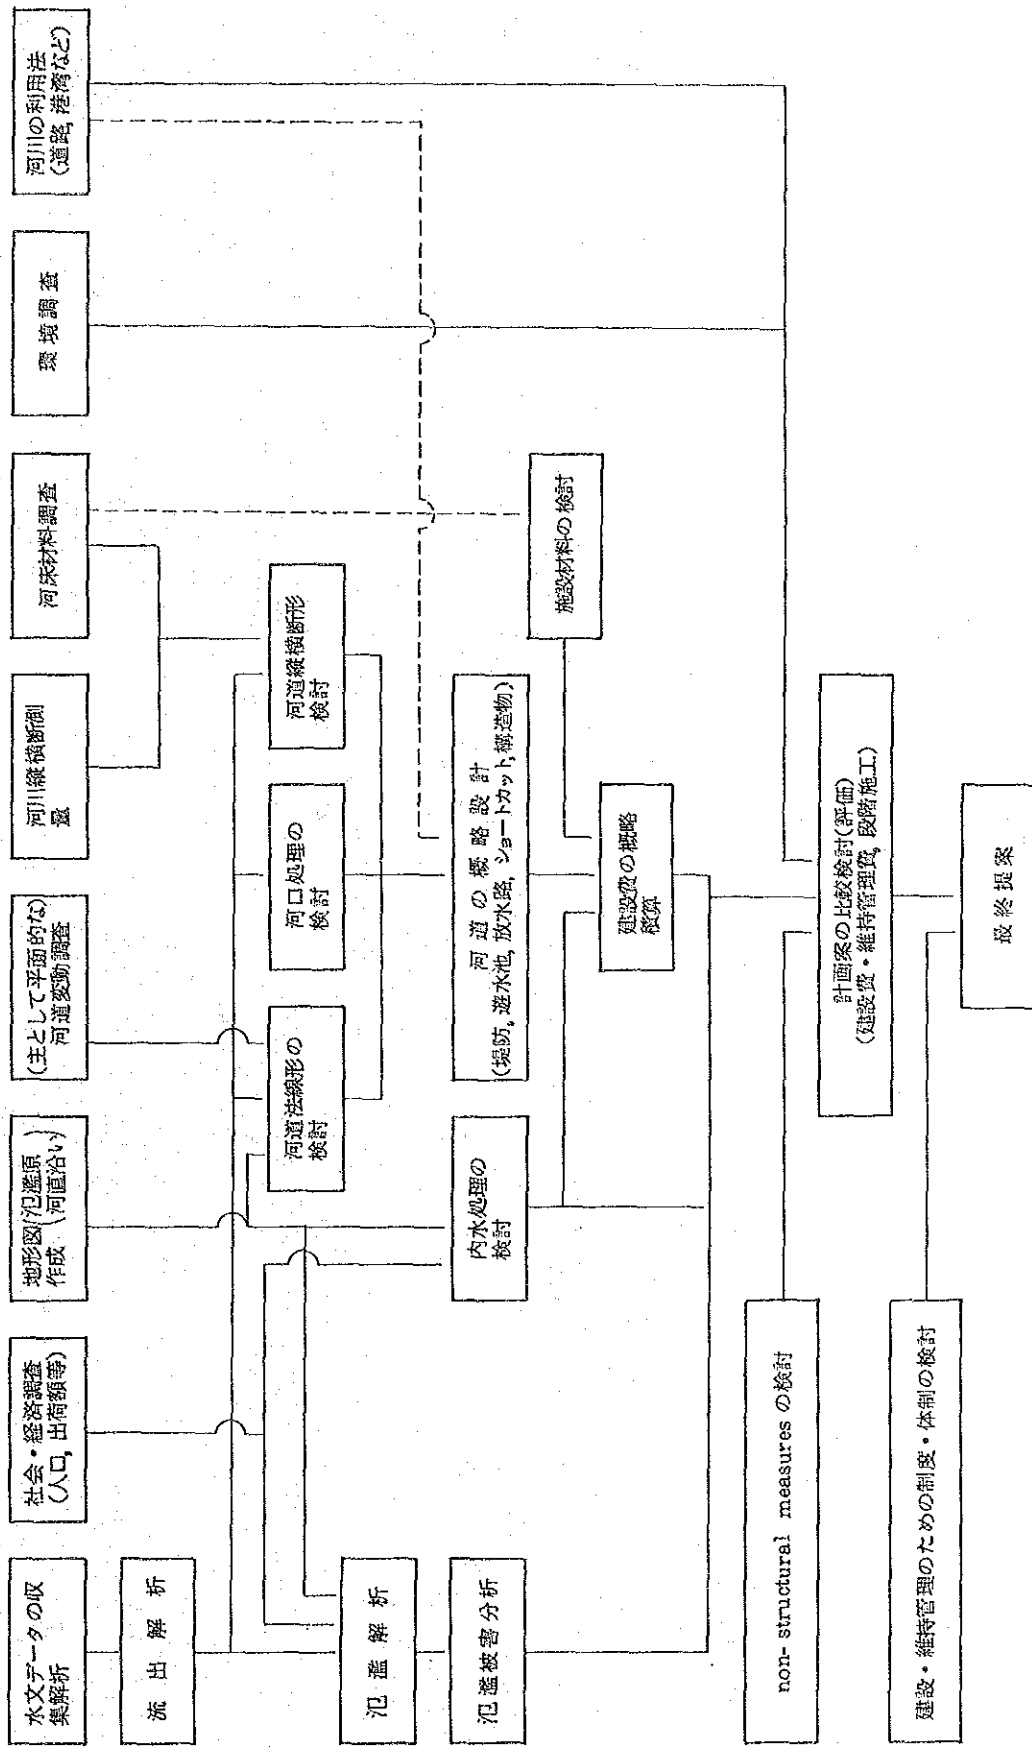 水文データの収
集解析
社会・経済調査
(人口, 出荷額等)
地形図(氾濫原
作成 河直沿い)
(主として平面的な)
河道変動調査
河川縦横断測
量
河床材料調査
環境調査
河川の利用法
(道路, 港湾など)
流出解析
河道法線形の
検討
河口処理の
検討
河道縦横断形
検討
氾濫解析
氾濫被害分析
内水処理の
検討
河道の概略設計
(堤防, 遊水池, 放水路, ショートカット, 構造物)
施設材料の検討
建設費の概略
積算
non-structural measures の検討
計画案の比較検討(評価)
(建設費・維持管理費, 段階施工)
建設・維持管理のための制度・体制の検討
最終提案